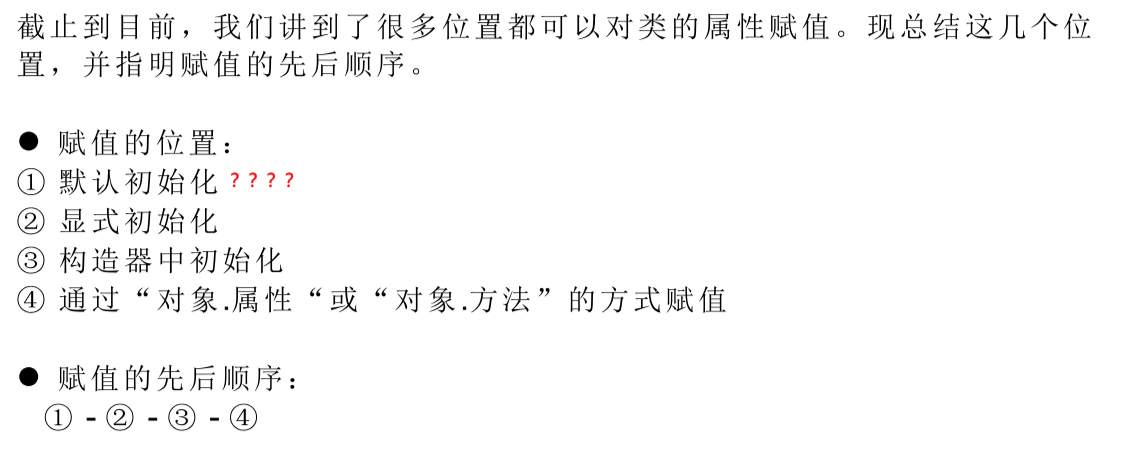 截止到目前，我们讲到了很多位置都可以对类的属性赋值。现总结这几个位
置，并指明赋值的先后顺序。
● 赋值的位置：
① 默认初始化 ????
② 显式初始化
③ 构造器中初始化
④ 通过“对象.属性“或“对象.方法”的方式赋值
● 赋值的先后顺序：
① - ② - ③ - ④